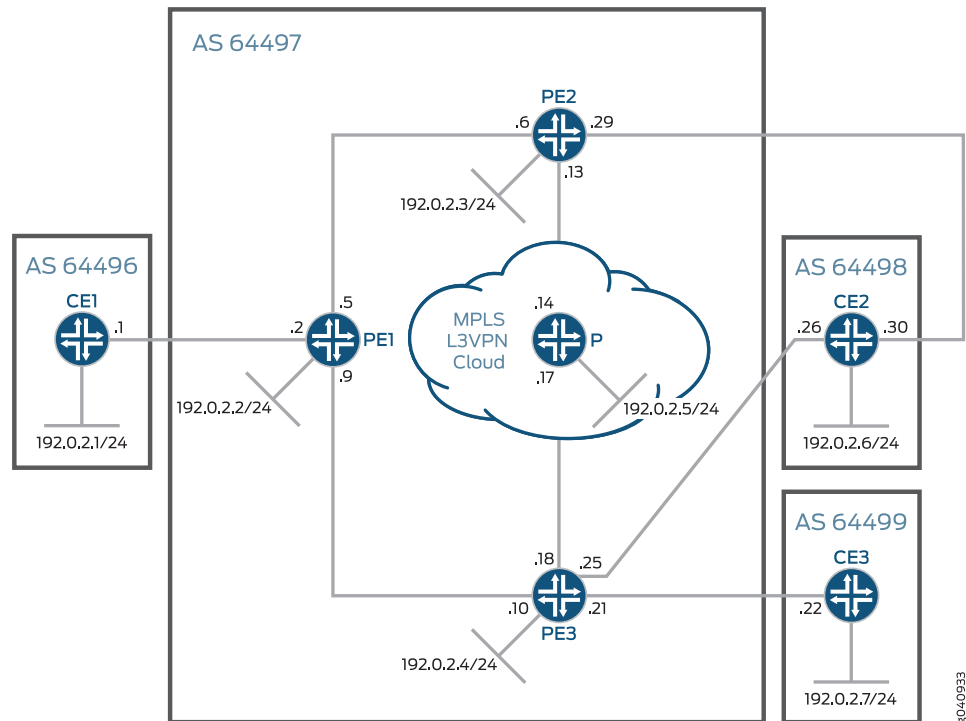 AS 64497
PE2
.6
.29
.13
192.0.2.3/24
AS 64496
CE1
.1
192.0.2.1/24
.5
.2
PE1
.9
192.0.2.2/24
MPLS
L3VPN
Cloud
.14
P
.17
192.0.2.5/24
AS 64498
CE2
.26
.30
192.0.2.6/24
.18
.25
.10
.21
PE3
192.0.2.4/24
AS 64499
CE3
.22
192.0.2.7/24